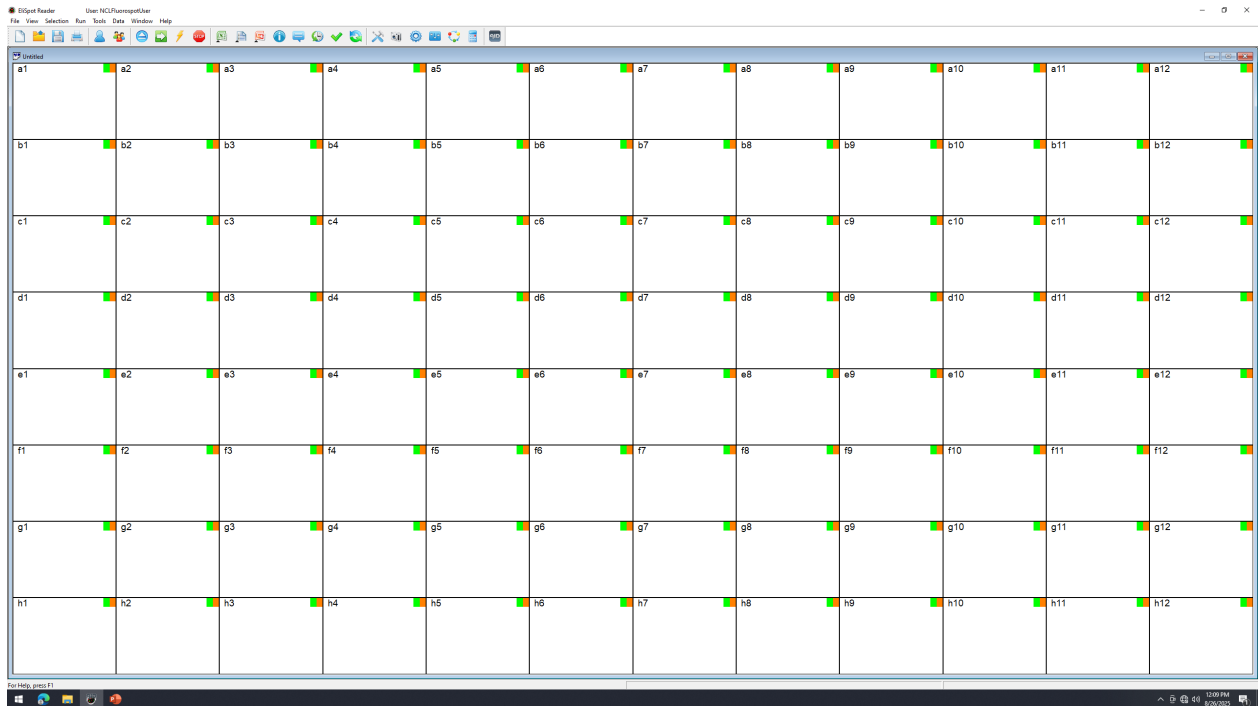 EliSpot Reader User: NCLFluorospotUser
File View Selection Run Tools Data Window Help
STOP
Untitled
a1 a2 a3 a4 a5 a6 a7 a8 a9 a10 a11 a12
b1 b2 b3 b4 b5 b6 b7 b8 b9 b10 b11 b12
c1 c2 c3 c4 c5 c6 c7 c8 c9 c10 c11 c12
d1 d2 d3 d4 d5 d6 d7 d8 d9 d10 d11 d12
e1 e2 e3 e4 e5 e6 e7 e8 e9 e10 e11 e12
f1 f2 f3 f4 f5 f6 f7 f8 f9 f10 f11 f12
g1 g2 g3 g4 g5 g6 g7 g8 g9 g10 g11 g12
h1 h2 h3 h4 h5 h6 h7 h8 h9 h10 h11 h12
For Help, press F1
12:09 PM
8/26/2025